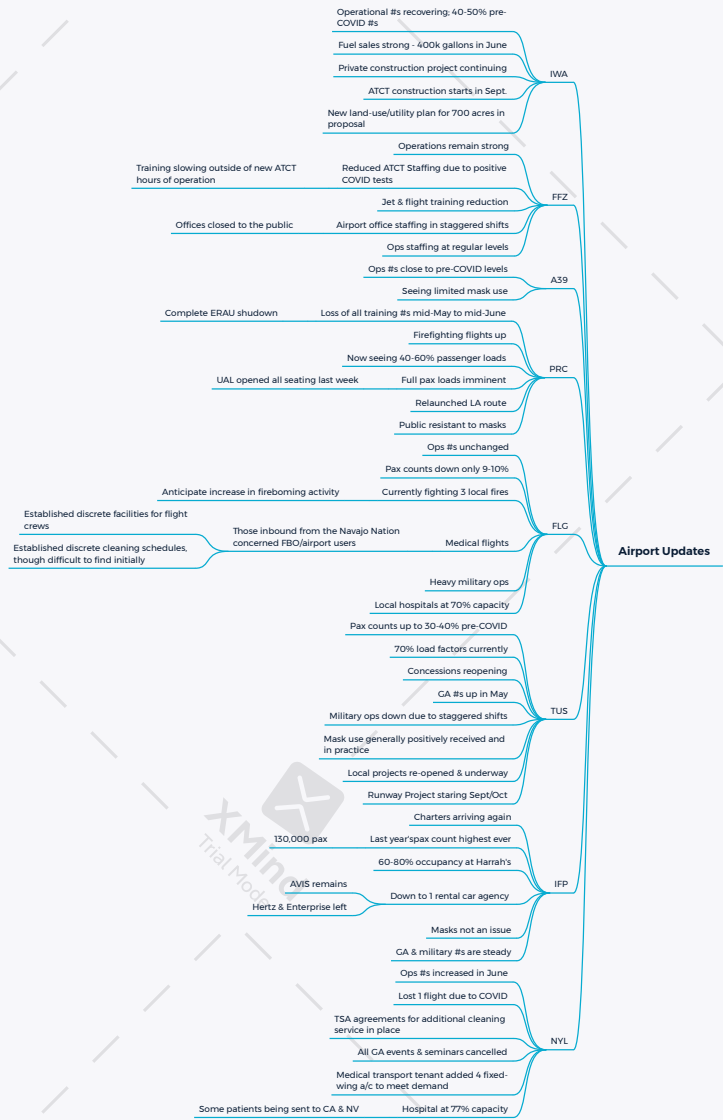 Airport Updates
IWA
Operational #s recovering; 40-50% pre-
COVID #s
Fuel sales strong - 400k gallons in June
Private construction project continuing
ATCT construction starts in Sept.
New land-use/utility plan for 700 acres in
proposal
FFZ
Operations remain strong
Reduced ATCT Staffing due to positive
COVID tests
Training slowing outside of new ATCT
hours of operation
Jet & flight training reduction
Airport office staffing in staggered shifts
Offices closed to the public
Ops staffing at regular levels
A39
Ops #s close to pre-COVID levels
Seeing limited mask use
PRC
Loss of all training #s mid-May to mid-June
Complete ERAU shudown
Firefighting flights up
Now seeing 40-60% passenger loads
Full pax loads imminent
UAL opened all seating last week
Relaunched LA route
Public resistant to masks
FLG
Ops #s unchanged
Pax counts down only 9-10%
Currently fighting 3 local fires
Anticipate increase in fireboming activity
Medical flights
Those inbound from the Navajo Nation
concerned FBO/airport users
Established discrete facilities for flight
crews
Established discrete cleaning schedules,
though difficult to find initially
Heavy military ops
Local hospitals at 70% capacity
TUS
Pax counts up to 30-40% pre-COVID
70% load factors currently
Concessions reopening
GA #s up in May
Military ops down due to staggered shifts
Mask use generally positively received and
in practice
Local projects re-opened & underway
Runway Project staring Sept/Oct
IFP
Charters arriving again
Last year'spax count highest ever
130,000 pax
60-80% occupancy at Harrah's
Down to 1 rental car agency
AVIS remains
Hertz & Enterprise left
Masks not an issue
GA & military #s are steady
NYL
Ops #s increased in June
Lost 1 flight due to COVID
TSA agreements for additional cleaning
service in place
All GA events & seminars cancelled
Medical transport tenant added 4 fixed-
wing a/c to meet demand
Hospital at 77% capacity
Some patients being sent to CA & NV
XMind
Trial Mode